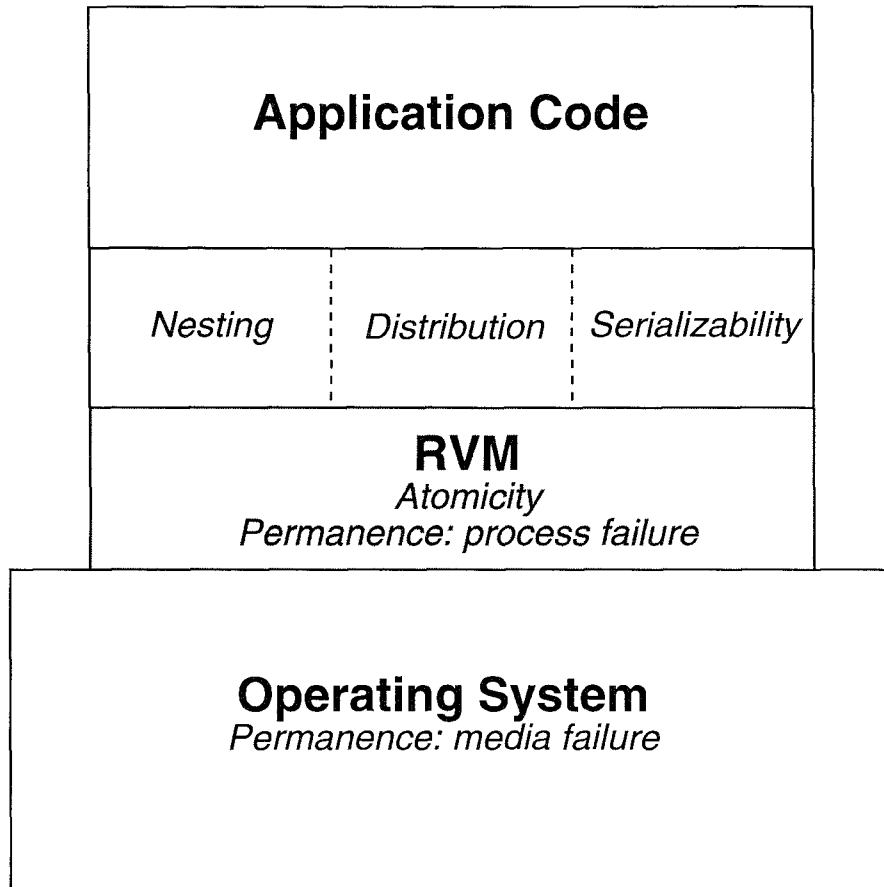 Application Code
Nesting
Distribution
Serializability
RVM
Atomicity
Permanence: process failure
Operating System
Permanence: media failure